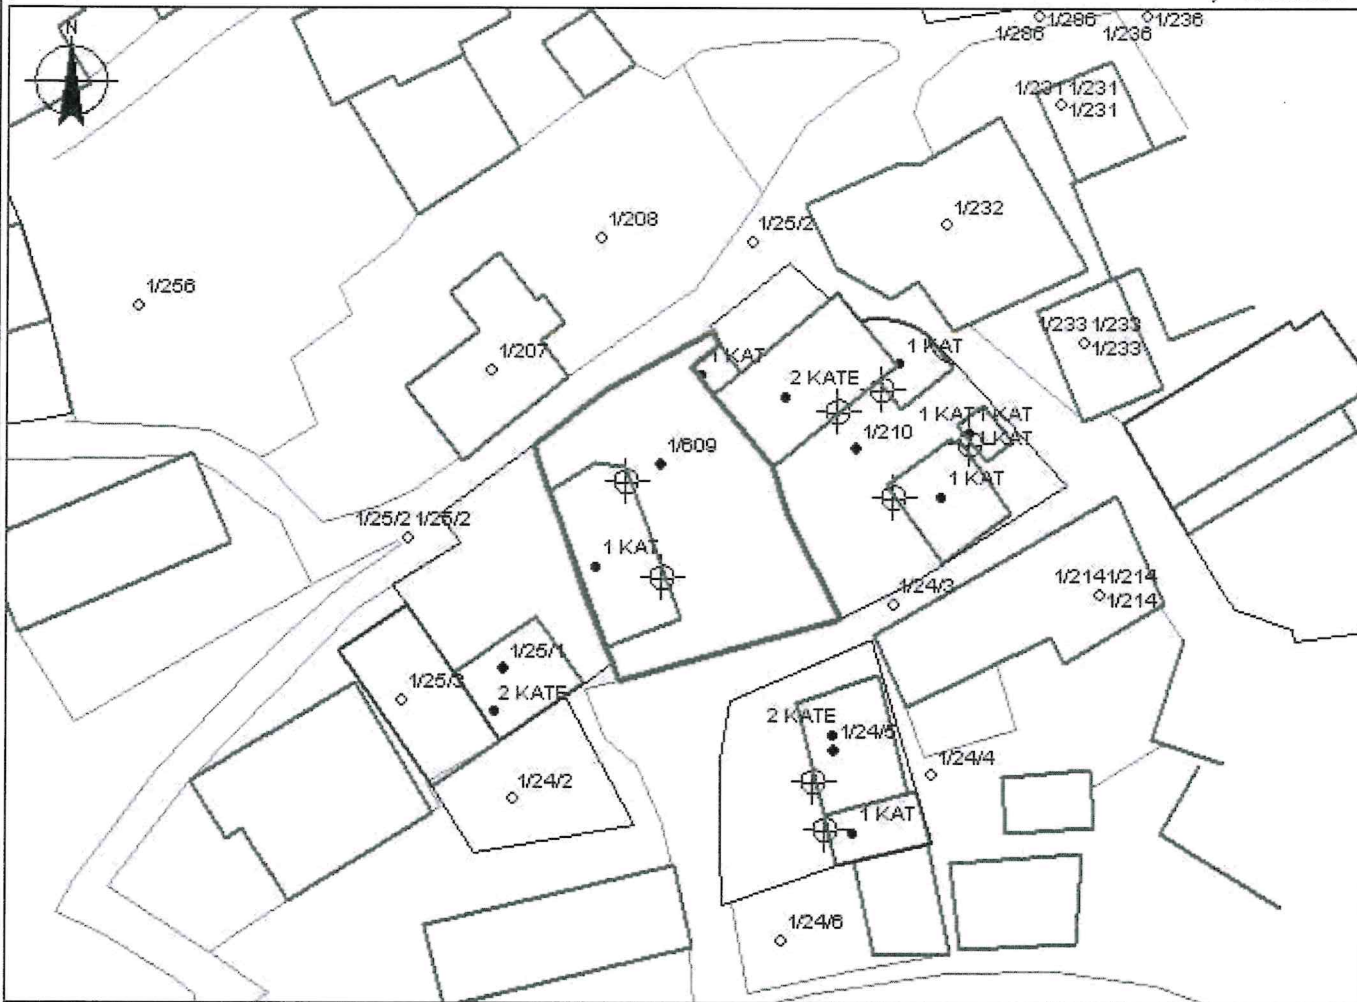 N
1/286
1/236
1/286
1/236
1/231 1/231
1/231
1/208
1/25/2
1/232
1/256
1/233 1/233
1/233
1/207
1 KAT
1 KAT
2 KATE
1 KAT 1 KAT
1 KAT
1/609
1/210
1 KAT
1/25/2 1/25/2
1 KAT
1/24/3
1/214 1/214
1/214
1/25/1
1/25/3
2 KATE
2 KATE
1/24/5
1/24/4
1/24/2
1 KAT
1/24/6